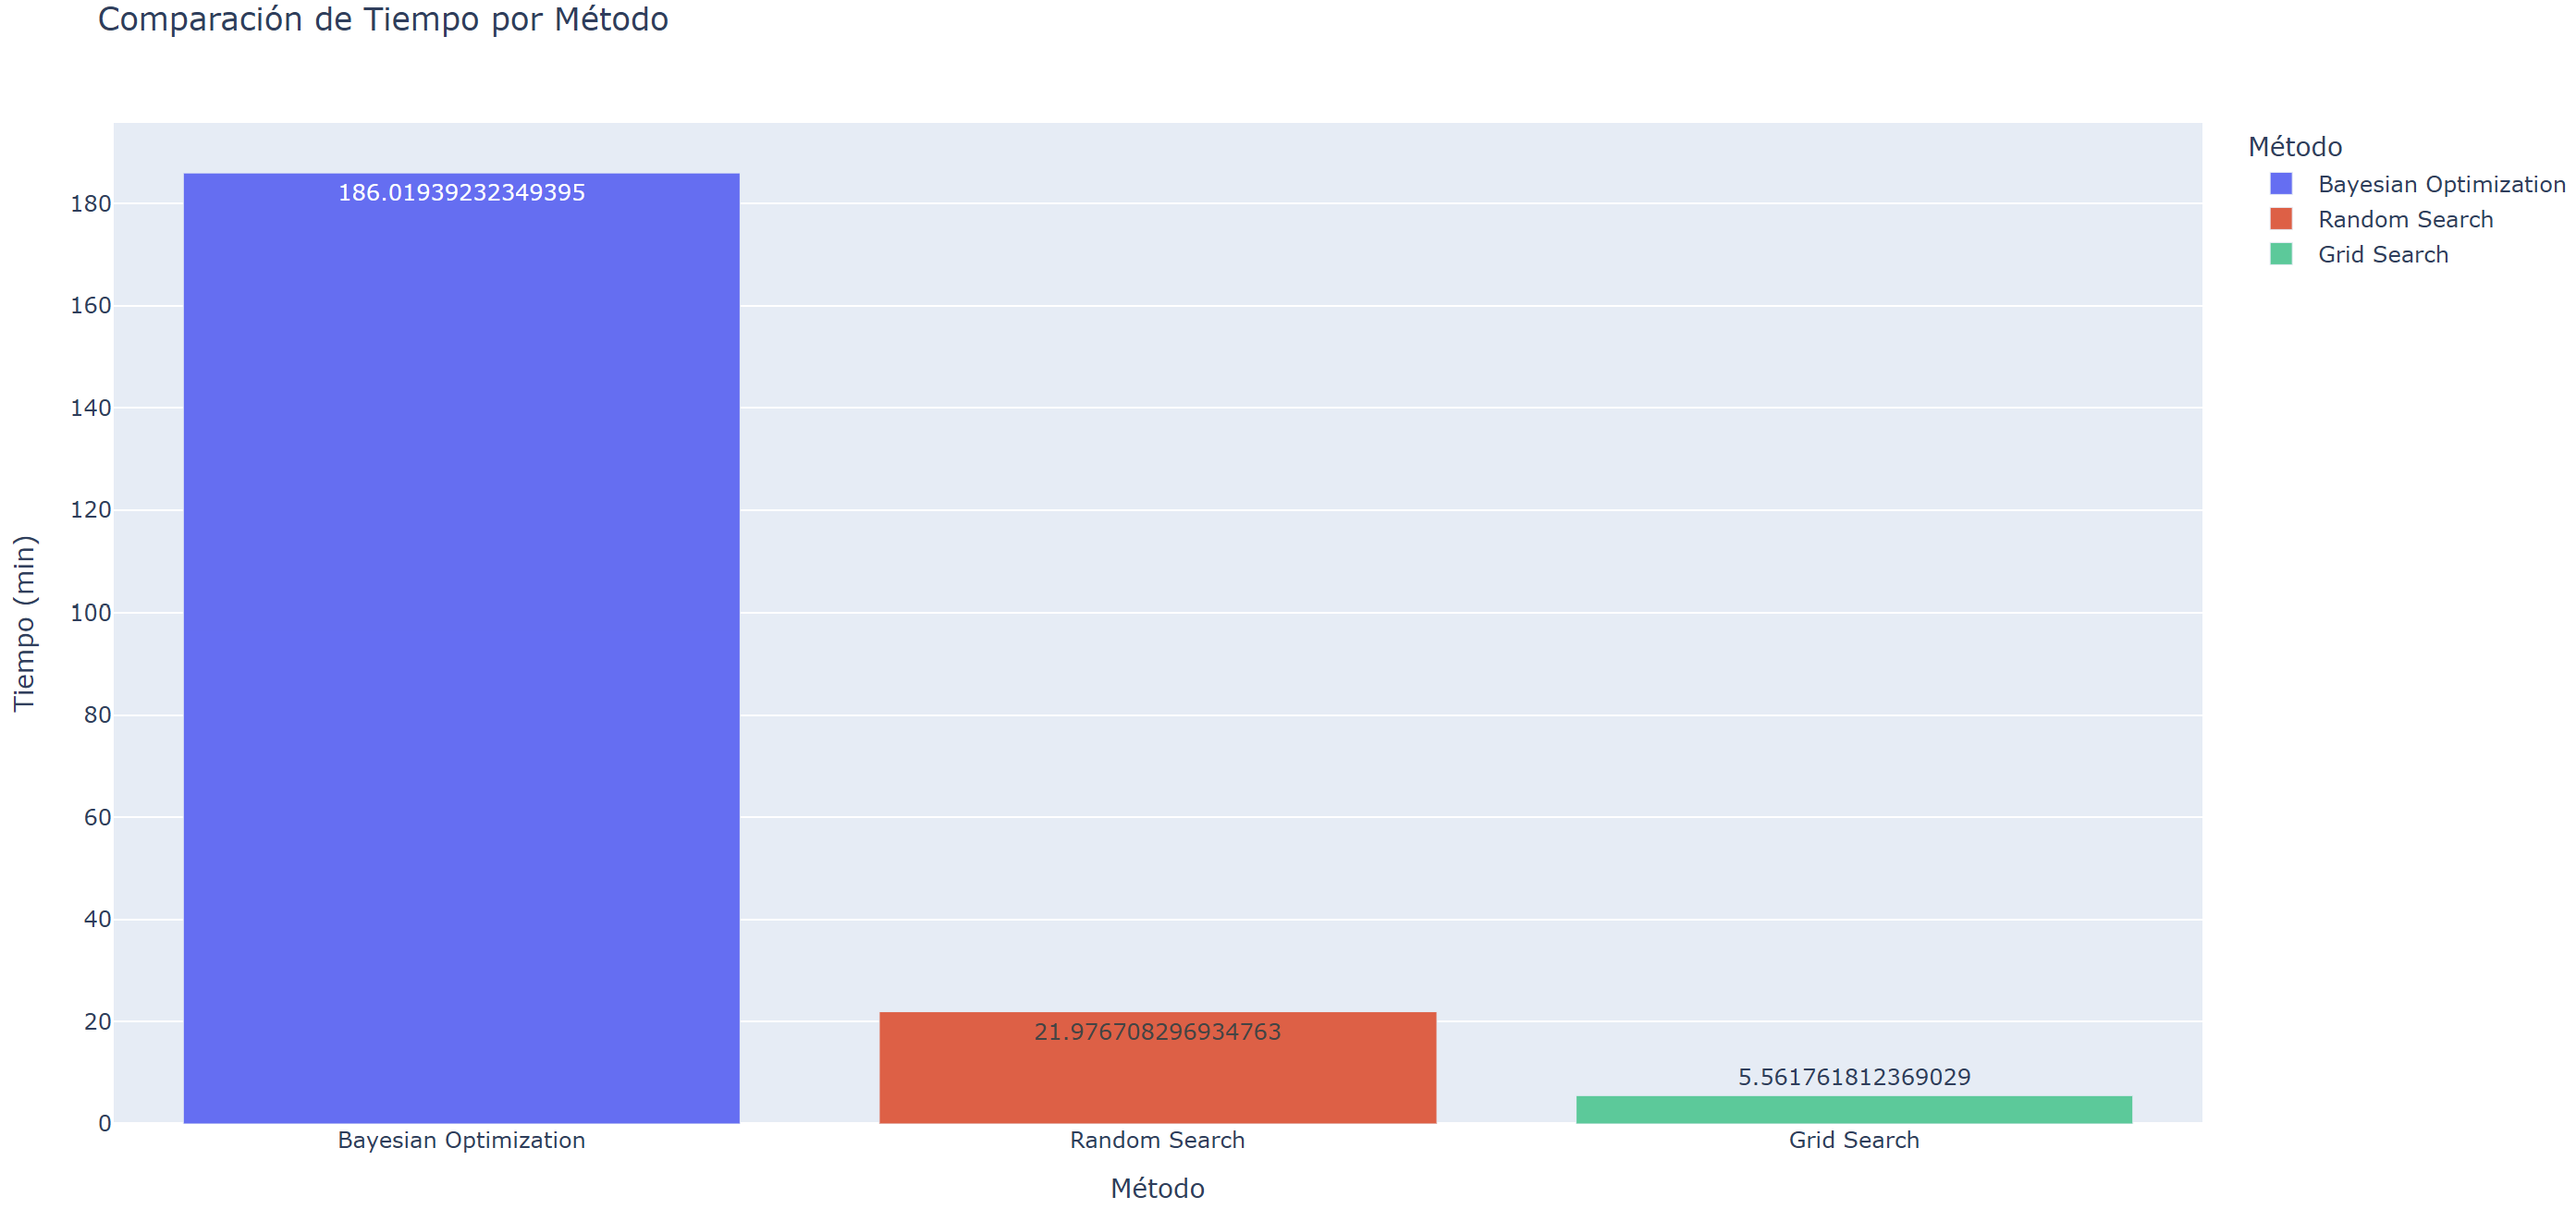 Comparación de Tiempo por Método
Tiempo (min)
180
160
140
120
100
80
60
40
20
0
186.01939232349395
21.976708296934763
5.561761812369029
Bayesian Optimization
Random Search
Grid Search
Método
Método
Bayesian Optimization
Random Search
Grid Search